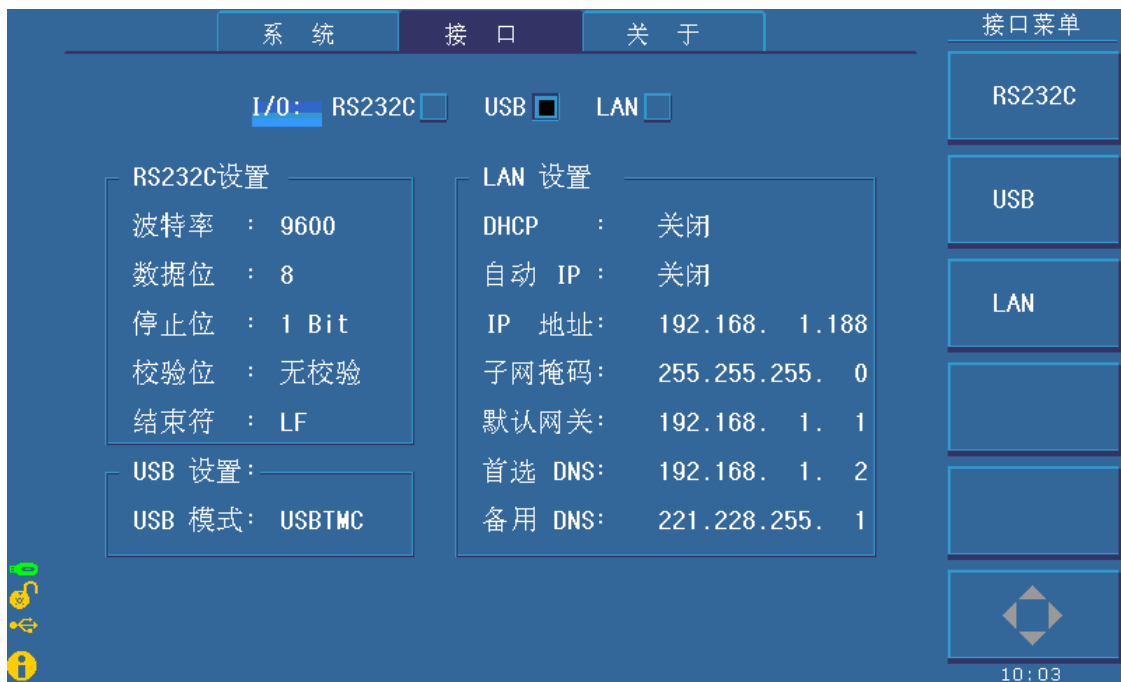 系 统 接 口 关 于 接口菜单
I/O: RS232C USB LAN
RS232C设置
波特率 : 9600
数据位 : 8
停止位 : 1 Bit
校验位 : 无校验
结束符 : LF
USB 设置:
USB 模式: USBTMC
LAN 设置
DHCP : 关闭
自动 IP : 关闭
IP 地址: 192.168. 1.188
子网掩码: 255.255.255. 0
默认网关: 192.168. 1. 1
首选 DNS: 192.168. 1. 2
备用 DNS: 221.228.255. 1
RS232C
USB
LAN
10:03